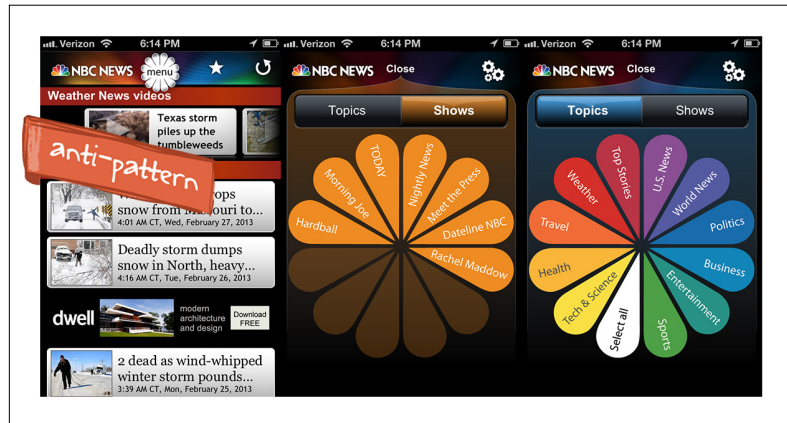 Verizon 6:14 PM
NBC NEWS menu
Weather News videos
Texas storm
piles up the
tumbleweeds
anti-pattern
snow from
to...
4:01 AM CT, Wed, February 27, 2013
Deadly storm dumps
snow in North, heavy...
4:16 AM CT, Tue, February 26, 2013
dwell
modern
architecture
and design
Download
FREE
2 dead as wind-whipped
winter storm pounds...
3:39 AM CT, Mon, February 25, 2013
Verizon 6:14 PM
NBC NEWS Close
Topics Shows
Hardball
Morning Joe
TODAY
Nightly News
Meet the Press
Dateline NBC
Rachel Maddow
Verizon 6:14 PM
NBC NEWS Close
Topics Shows
Travel
Weather
Top Stories
U.S. News
World News
Politics
Business
Entertainment
Sports
Select all
Tech & Science
Health